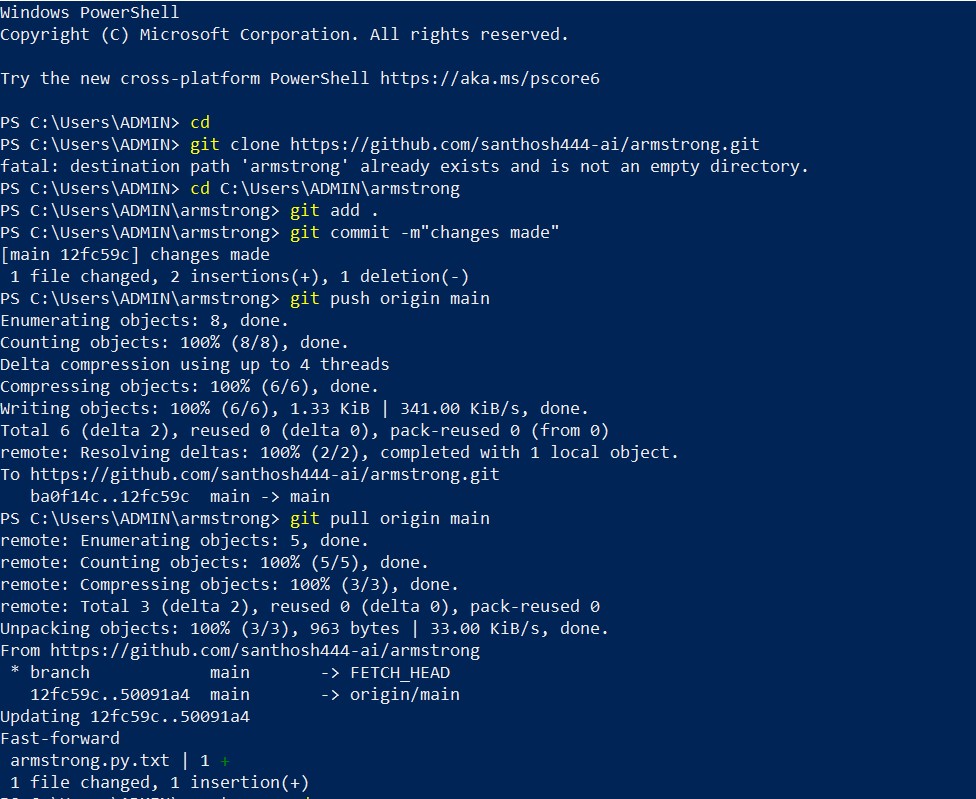 Windows PowerShell
Copyright (C) Microsoft Corporation. All rights reserved.
Try the new cross-platform PowerShell https://aka.ms/pscore6
PS C:\Users\ADMIN> cd
PS C:\Users\ADMIN> git clone https://github.com/santhosh444-ai/armstrong.git
fatal: destination path 'armstrong' already exists and is not an empty directory.
PS C:\Users\ADMIN> cd C:\Users\ADMIN\armstrong
PS C:\Users\ADMIN\armstrong> git add .
PS C:\Users\ADMIN\armstrong> git commit -m"changes made"
[main 12fc59c] changes made
 1 file changed, 2 insertions(+), 1 deletion(-)
PS C:\Users\ADMIN\armstrong> git push origin main
Enumerating objects: 8, done.
Counting objects: 100% (8/8), done.
Delta compression using up to 4 threads
Compressing objects: 100% (6/6), done.
Writing objects: 100% (6/6), 1.33 KiB | 341.00 KiB/s, done.
Total 6 (delta 2), reused 0 (delta 0), pack-reused 0 (from 0)
remote: Resolving deltas: 100% (2/2), completed with 1 local object.
To https://github.com/santhosh444-ai/armstrong.git
   ba0f14c..12fc59c  main -> main
PS C:\Users\ADMIN\armstrong> git pull origin main
remote: Enumerating objects: 5, done.
remote: Counting objects: 100% (5/5), done.
remote: Compressing objects: 100% (3/3), done.
remote: Total 3 (delta 2), reused 0 (delta 0), pack-reused 0
Unpacking objects: 100% (3/3), 963 bytes | 33.00 KiB/s, done.
From https://github.com/santhosh444-ai/armstrong
 * branch            main       -> FETCH_HEAD
   12fc59c..50091a4  main       -> origin/main
Updating 12fc59c..50091a4
Fast-forward
 armstrong.py.txt | 1 +
 1 file changed, 1 insertion(+)